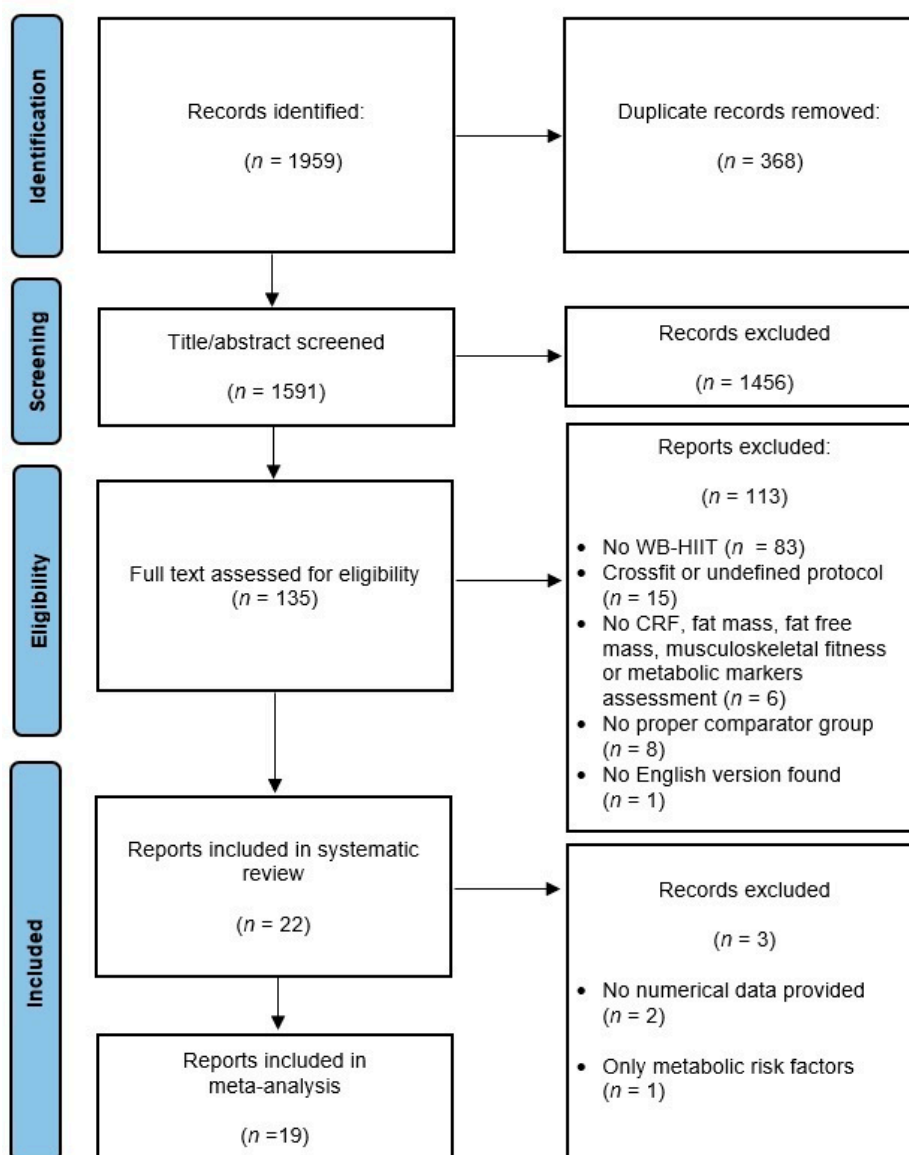 Identification
Records identified:
(n = 1959)
Duplicate records removed:
(n = 368)
Screening
Title/abstract screened
(n = 1591)
Records excluded
(n = 1456)
Eligibility
Full text assessed for eligibility
(n = 135)
Reports excluded:
(n = 113)
• No WB-HIIT (n = 83)
• Crossfit or undefined protocol
(n = 15)
• No CRF, fat mass, fat free
mass, musculoskeletal fitness
or metabolic markers
assessment (n = 6)
• No proper comparator group
(n = 8)
• No English version found
(n = 1)
Included
Reports included in systematic
review
(n = 22)
Records excluded
(n = 3)
• No numerical data provided
(n = 2)
• Only metabolic risk factors
(n = 1)
Reports included in
meta-analysis
(n =19)